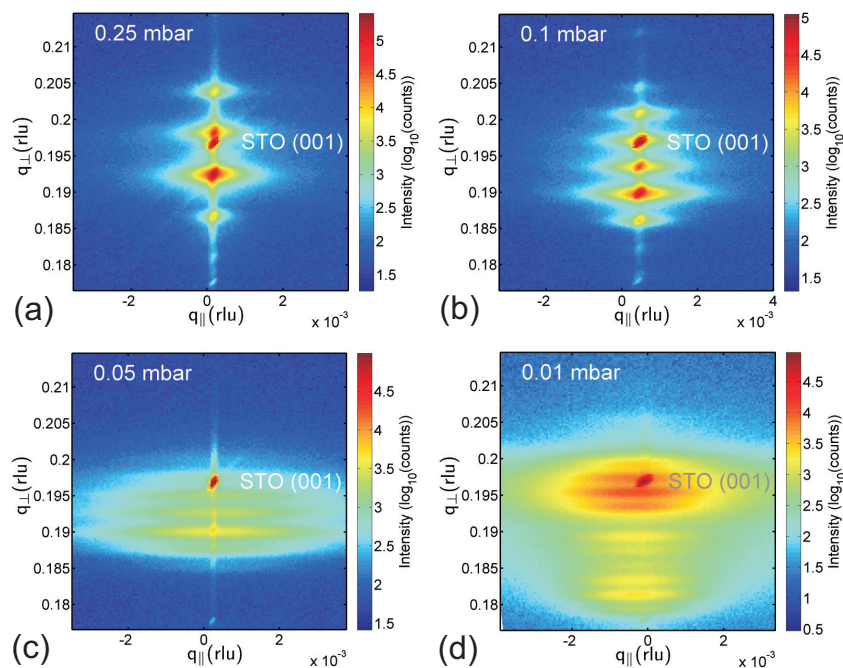 0.25 mbar
STO (001)
0.215
0.21
0.205
0.2
0.195
0.19
0.185
0.18
q⊥(rlu)
-2
0
2
x 10⁻³
q||(rlu)
5
4.5
4
3.5
3
2.5
2
1.5
Intensity (log₁₀(counts))
(a)
0.1 mbar
STO (001)
0.215
0.21
0.205
0.2
0.195
0.19
0.185
0.18
q⊥(rlu)
-2
0
2
4
x 10⁻³
q||(rlu)
5
4.5
4
3.5
3
2.5
2
1.5
Intensity (log₁₀(counts))
(b)
0.05 mbar
STO (001)
0.21
0.205
0.2
0.195
0.19
0.185
0.18
q⊥(rlu)
-2
0
2
x 10⁻³
q||(rlu)
4.5
4
3.5
3
2.5
2
1.5
Intensity (log₁₀(counts))
(c)
0.01 mbar
STO (001)
0.21
0.205
0.2
0.195
0.19
0.185
0.18
q⊥(rlu)
-2
0
2
x 10⁻³
q||(rlu)
4.5
4
3.5
3
2.5
2
1.5
1
0.5
Intensity (log₁₀(counts))
(d)